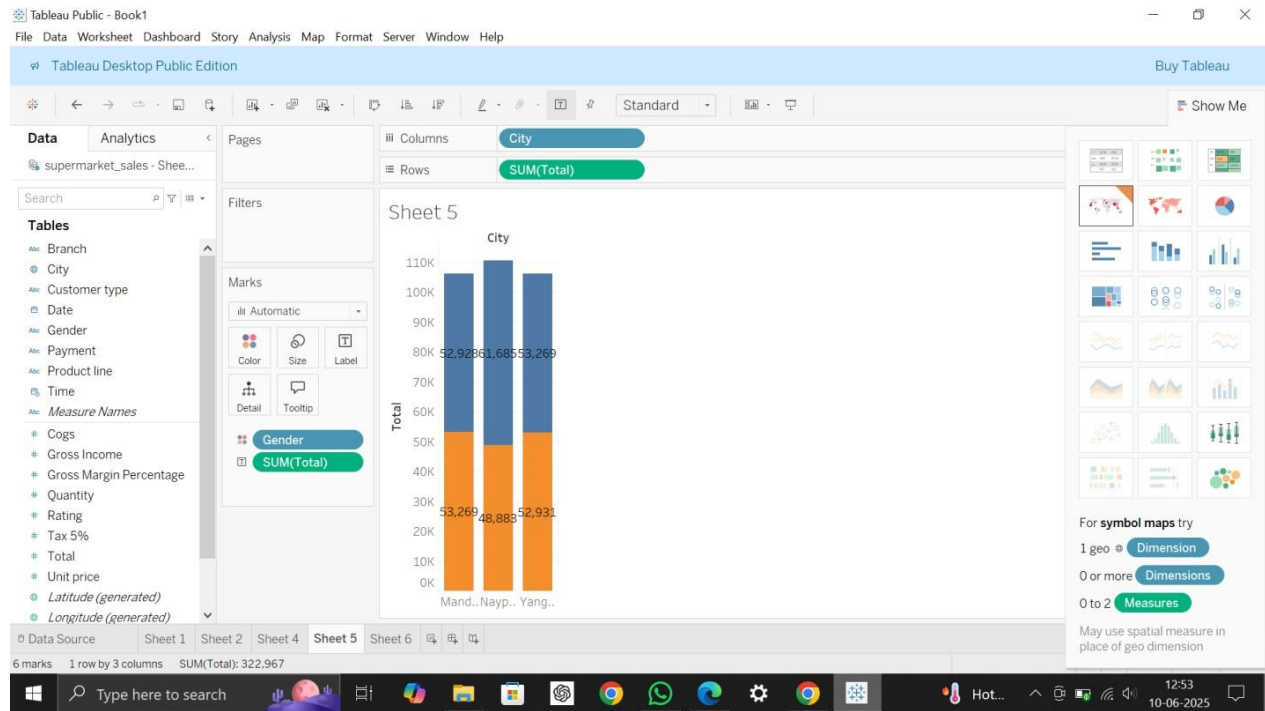 Tableau Public - Book1
File Data Worksheet Dashboard Story Analysis Map Format Server Window Help
Tableau Desktop Public Edition
Buy Tableau
Standard
Show Me
Data Analytics
supermarket_sales - Shee...
Search
Tables
Abc Branch
City
Abc Customer type
Date
Abc Gender
Abc Payment
Abc Product line
Time
Abc Measure Names
# Cogs
# Gross Income
# Gross Margin Percentage
# Quantity
# Rating
# Tax 5%
# Total
# Unit price
Latitude (generated)
Longitude (generated)
Pages
Filters
Marks
Automatic
Color Size Label
Detail Tooltip
Gender
SUM(Total)
Columns City
Rows SUM(Total)
Sheet 5
City
110K
100K
90K
80K
70K
60K
50K
40K
30K
20K
10K
0K
Total
52,928 61,685 53,269
53,269 48,883 52,931
Mand.. Nayp.. Yang..
For symbol maps try
1 geo Dimension
0 or more Dimensions
0 to 2 Measures
May use spatial measure in
place of geo dimension
Data Source Sheet 1 Sheet 2 Sheet 4 Sheet 5 Sheet 6
6 marks 1 row by 3 columns SUM(Total): 322,967
Type here to search
Hot...
12:53
10-06-2025